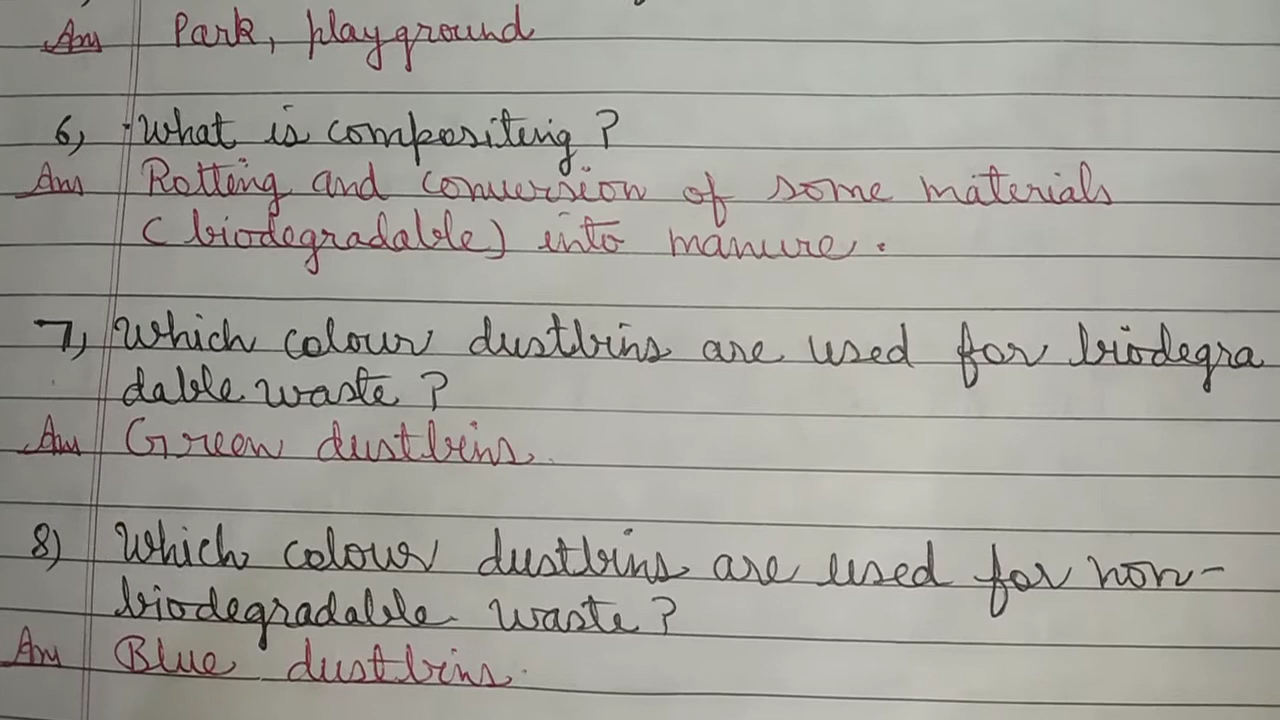 Ans Park, playground
6, What is compositing ?
Ans Rotting and conversion of some materials
(biodegradable) into manure.
7, Which colour dustbins are used for biodegra
dable waste ?
Ans Green dustbins.
8) Which colour dustbins are used for non-
biodegradable waste ?
Ans Blue dustbins.